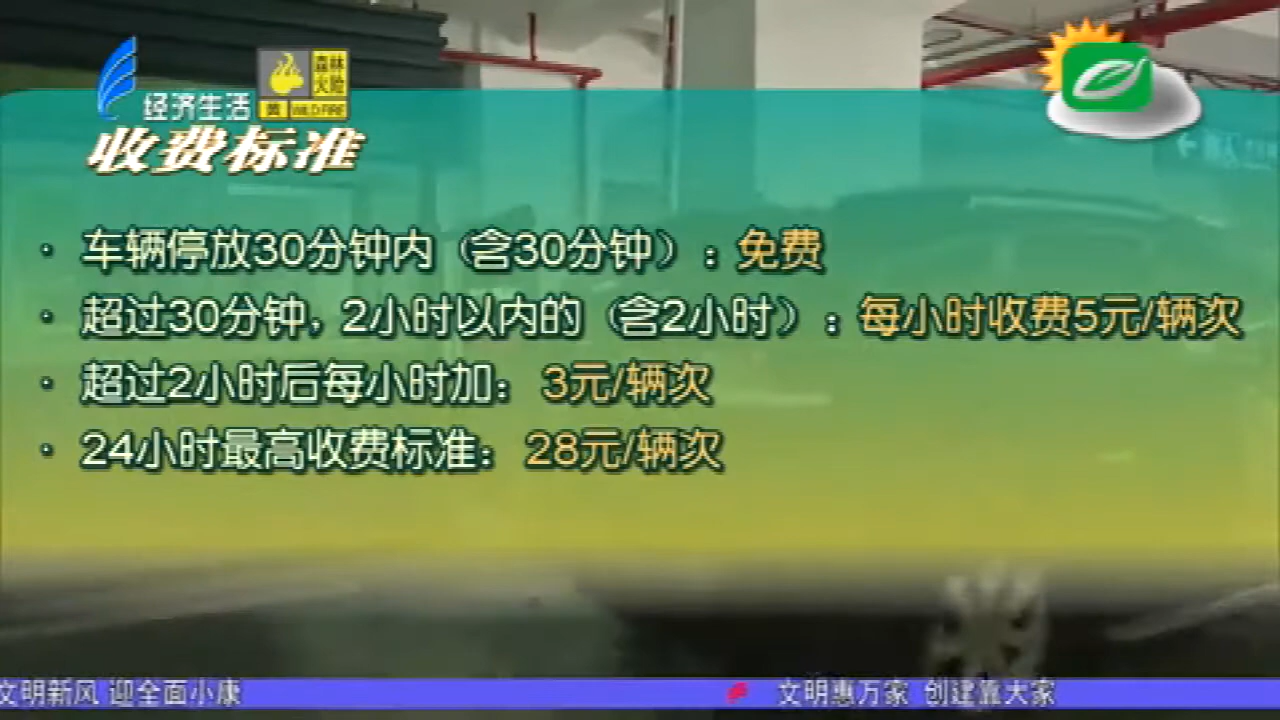 经济生活
森林火险
黄 WILD FIRE
收费标准
· 车辆停放30分钟内（含30分钟）：免费
· 超过30分钟，2小时以内的（含2小时）：每小时收费5元/辆次
· 超过2小时后每小时加：3元/辆次
· 24小时最高收费标准：28元/辆次
文明新风 迎全面小康 文明惠万家 创建靠大家